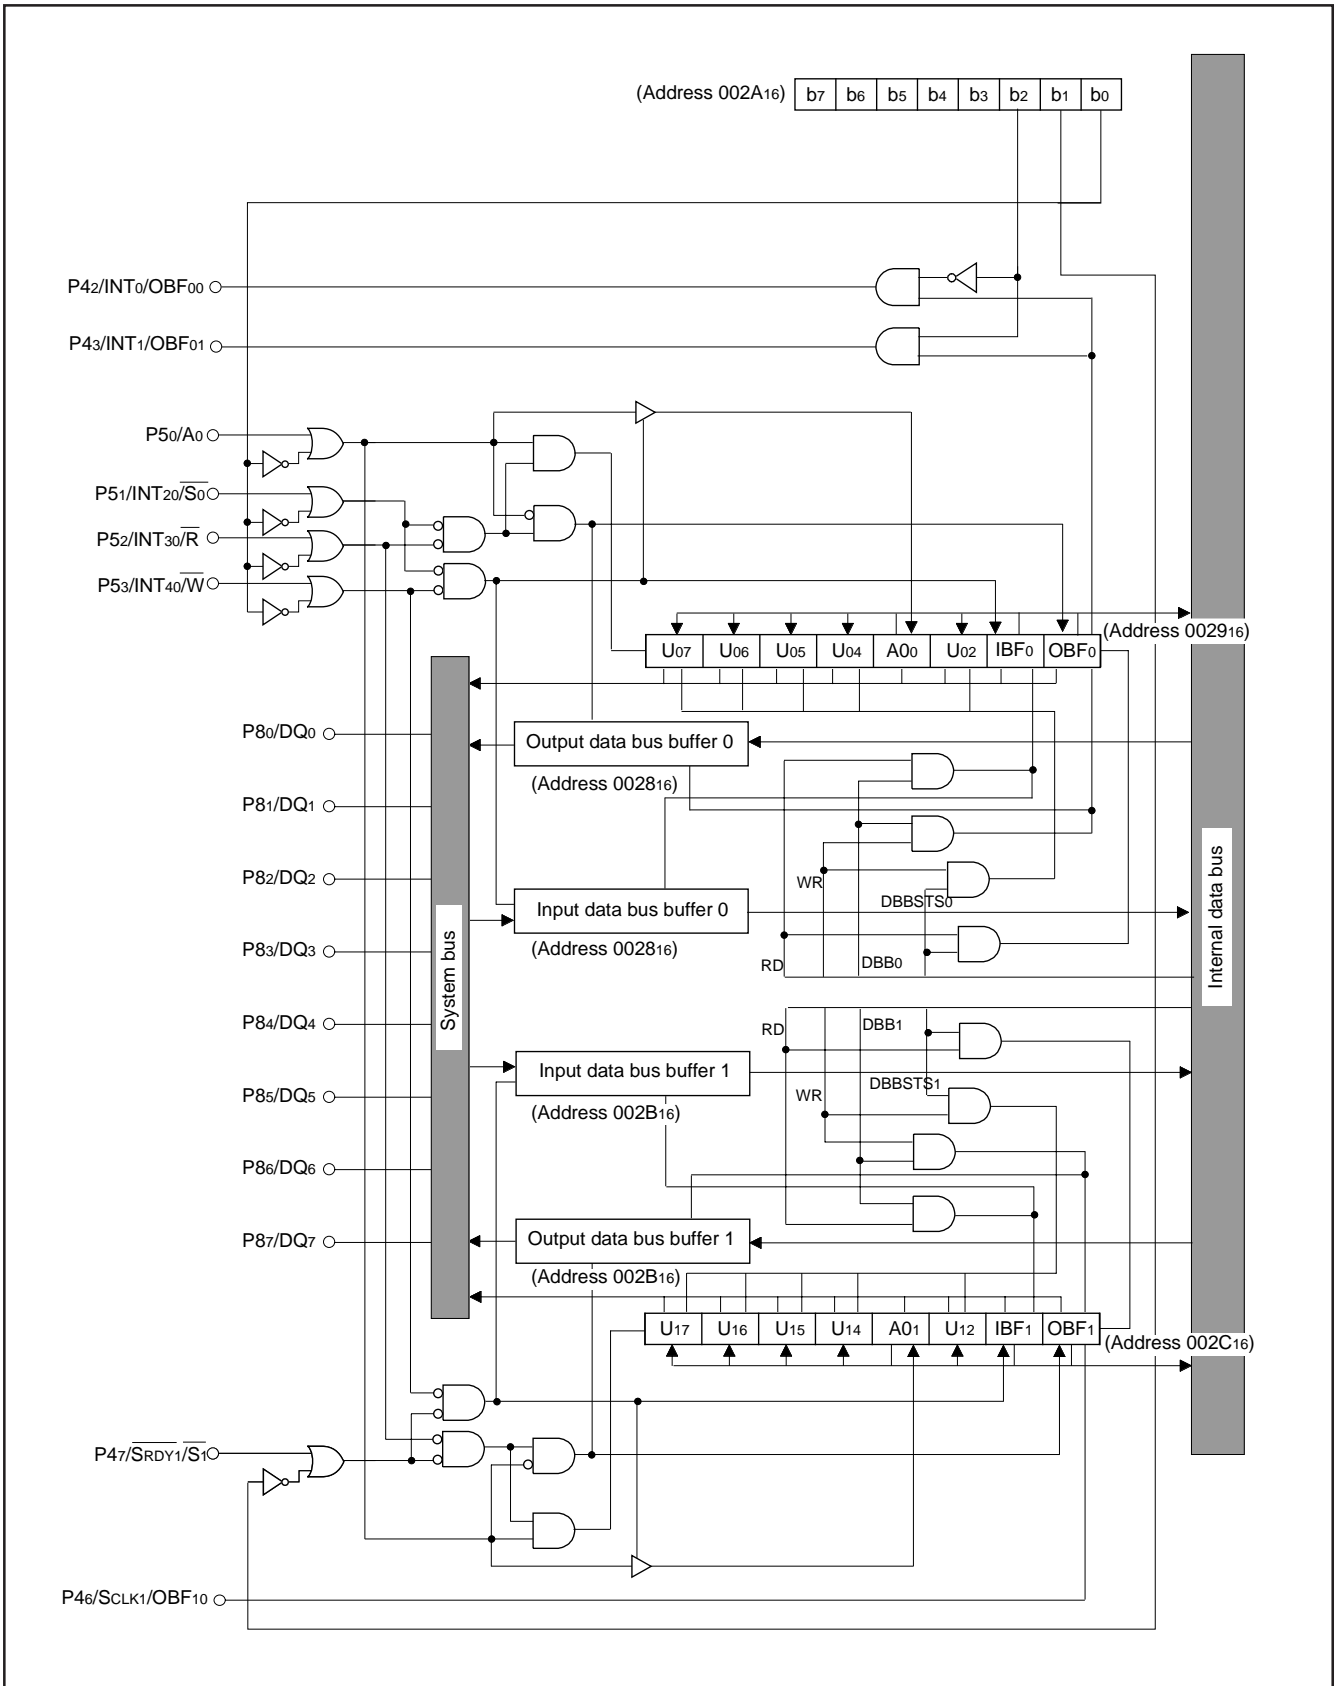 (Address 002A16) b7 b6 b5 b4 b3 b2 b1 b0
P42/INT0/OBF00
P43/INT1/OBF01
P50/A0
P51/INT20/S0
P52/INT30/R
P53/INT40/W
(Address 002916)
U07 U06 U05 U04 A00 U02 IBF0 OBF0
P80/DQ0
Output data bus buffer 0
(Address 002816)
P81/DQ1
P82/DQ2
WR
DBBSTS0
Input data bus buffer 0
(Address 002816)
P83/DQ3
RD
DBB0
System bus
Internal data bus
P84/DQ4
RD
DBB1
Input data bus buffer 1
DBBSTS1
WR
(Address 002B16)
P85/DQ5
P86/DQ6
P87/DQ7
Output data bus buffer 1
(Address 002B16)
U17 U16 U15 U14 A01 U12 IBF1 OBF1
(Address 002C16)
P47/SRDY1/S1
P46/SCLK1/OBF10